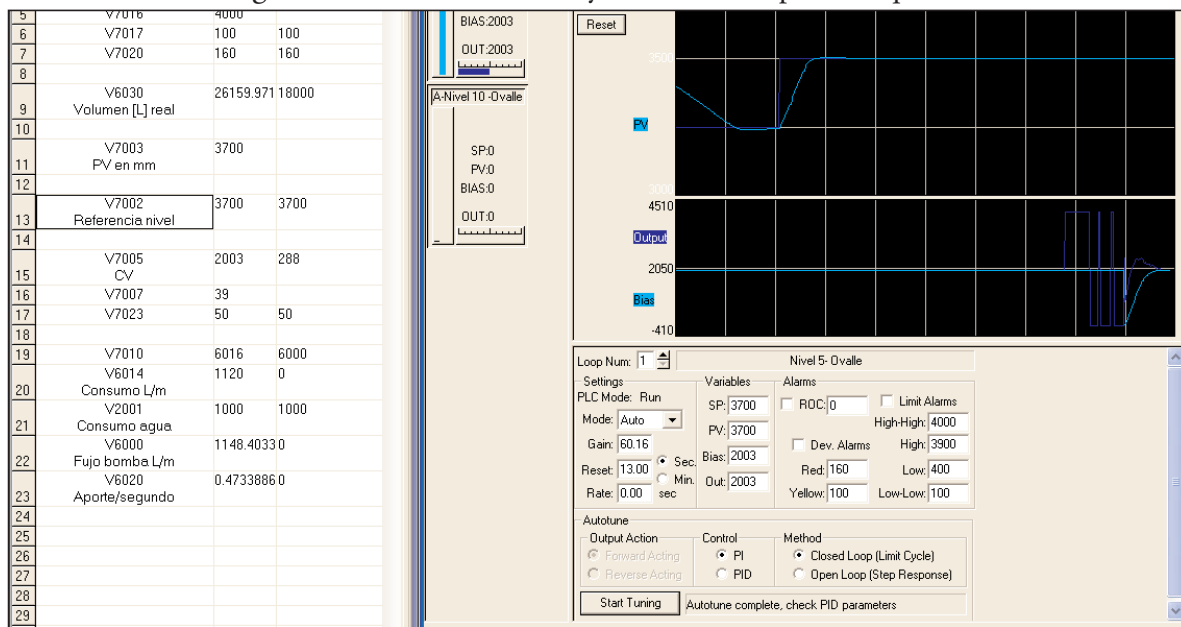 5 V7016 4000
6 V7017 100 100
7 V7020 160 160
8
9 V6030 26159.971 18000
Volumen [L] real
10
11 V7003 3700
PV en mm
12
13 V7002 3700 3700
Referencia nivel
14
15 V7005 2003 288
CV
16 V7007 39
17 V7023 50 50
18
19 V7010 6016 6000
20 V6014 1120 0
Consumo L/m
21 V2001 1000 1000
Consumo agua
22 V6000 1148.4033 0
Fujo bomba L/m
23 V6020 0.4733886 0
Aporte/segundo
24
25
26
27
28
29
BIAS:2003
OUT:2003
A-Nivel 10 -Ovalle
SP:0
PV:0
BIAS:0
OUT:0
Reset
3500
PV
3000
4510
Output
2050
Bias
-410
Loop Num: 1 Nivel 5- Ovalle
Settings
PLC Mode: Run
Mode: Auto
Gain: 60.16
Reset: 13.00 Sec.
Min.
Rate: 0.00 sec
Variables
SP: 3700
PV: 3700
Bias: 2003
Out: 2003
Alarms
ROC: 0 Limit Alarms
High-High: 4000
Dev. Alarms High: 3900
Red: 160 Low: 400
Yellow: 100 Low-Low: 100
Autotune
Output Action
Forward Acting
Reverse Acting
Control
PI
PID
Method
Closed Loop (Limit Cycle)
Open Loop (Step Response)
Start Tuning Autotune complete, check PID parameters